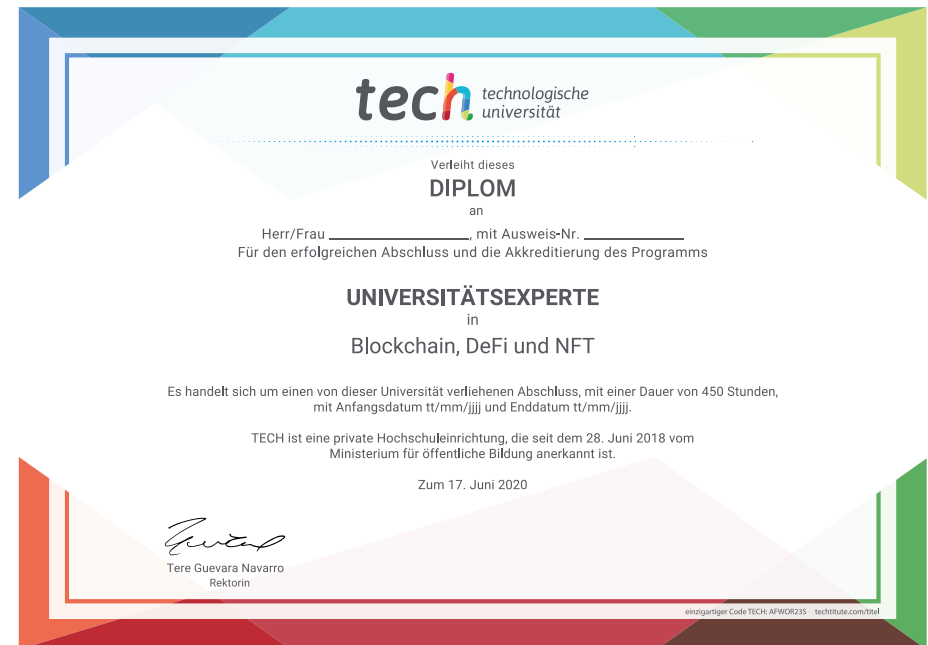 tech technologische
universität
Verleiht dieses
DIPLOM
an
Herr/Frau ____________________, mit Ausweis-Nr. ______________
Für den erfolgreichen Abschluss und die Akkreditierung des Programms
UNIVERSITÄTSEXPERTE
in
Blockchain, DeFi und NFT
Es handelt sich um einen von dieser Universität verliehenen Abschluss, mit einer Dauer von 450 Stunden,
mit Anfangsdatum tt/mm/jjjj und Enddatum tt/mm/jjjj.
TECH ist eine private Hochschuleinrichtung, die seit dem 28. Juni 2018 vom
Ministerium für öffentliche Bildung anerkannt ist.
Zum 17. Juni 2020
Tere Guevara Navarro
Rektorin
einzigartiger Code TECH: AFWOR23S techtitute.com/titel